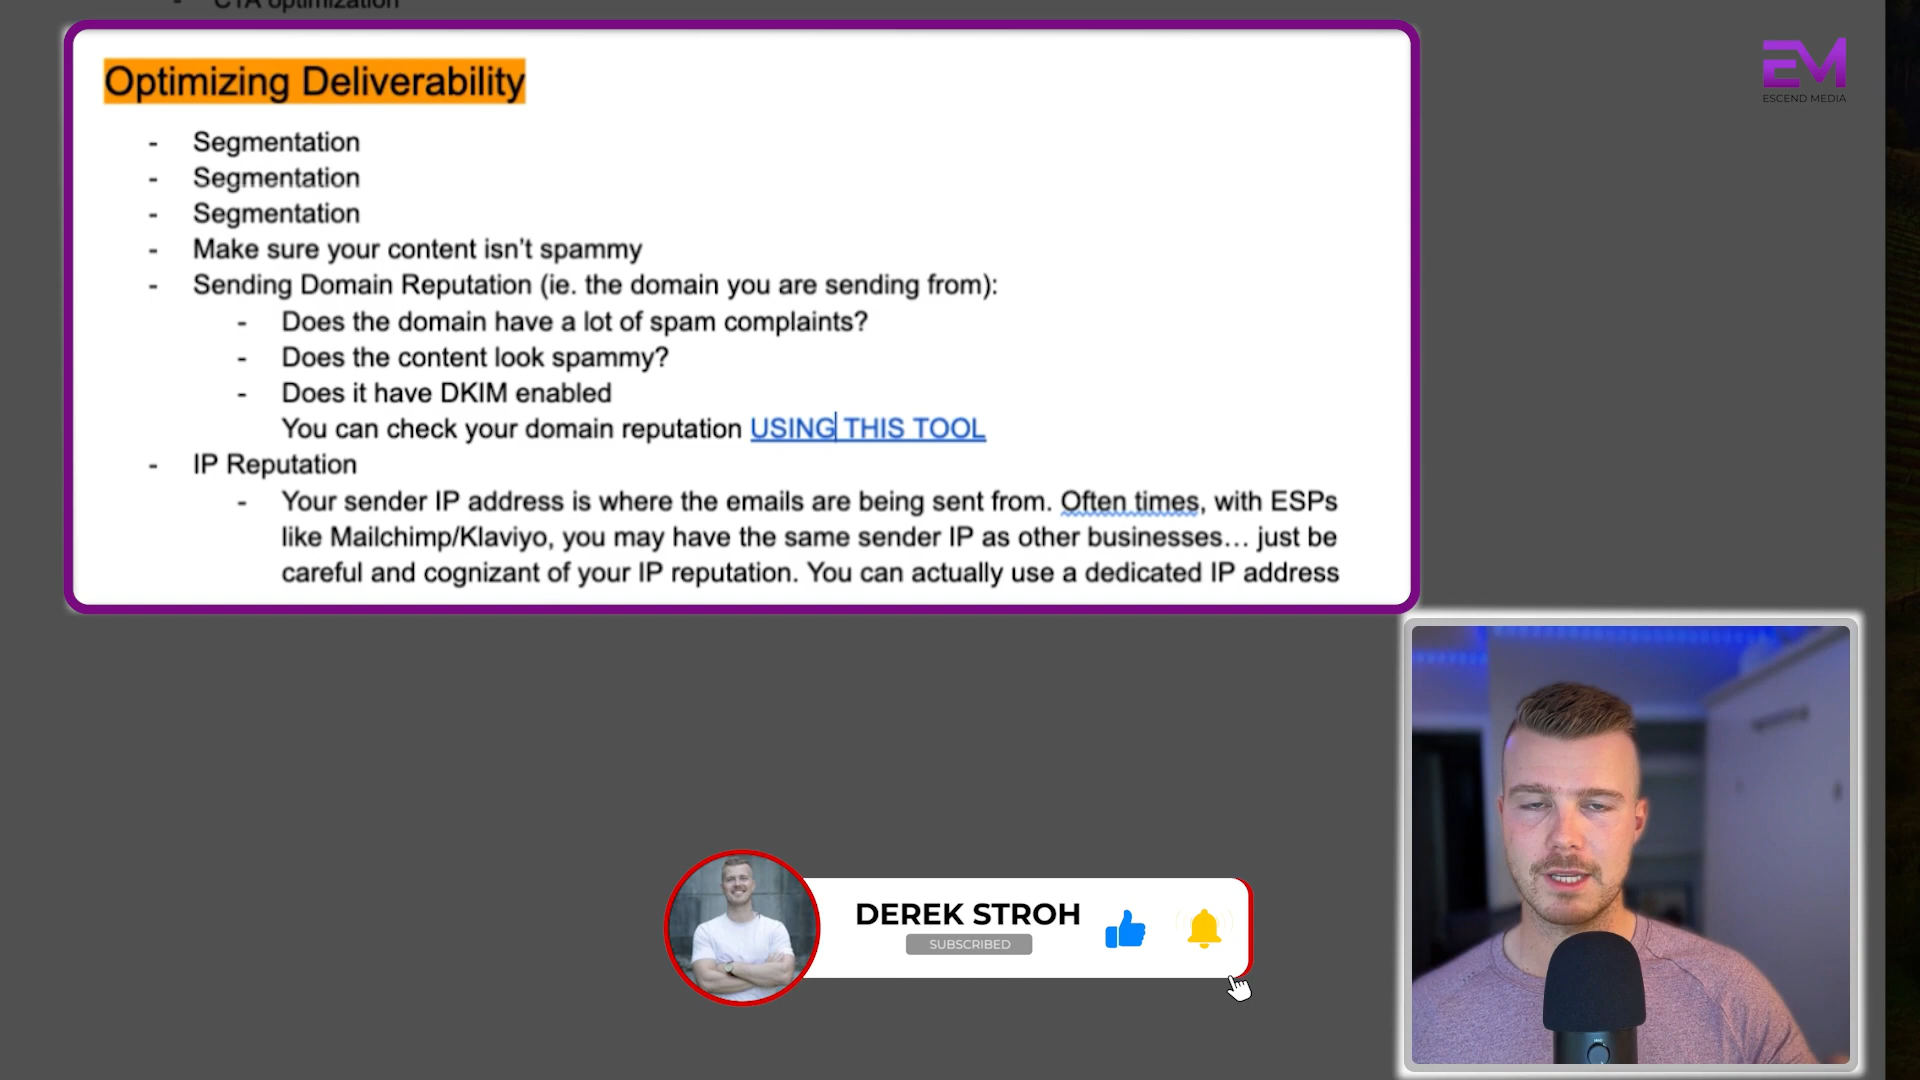 - CTA optimization
Optimizing Deliverability
- Segmentation
- Segmentation
- Segmentation
- Make sure your content isn’t spammy
- Sending Domain Reputation (ie. the domain you are sending from):
- Does the domain have a lot of spam complaints?
- Does the content look spammy?
- Does it have DKIM enabled
You can check your domain reputation USING THIS TOOL
- IP Reputation
- Your sender IP address is where the emails are being sent from. Often times, with ESPs
like Mailchimp/Klaviyo, you may have the same sender IP as other businesses… just be
careful and cognizant of your IP reputation. You can actually use a dedicated IP address
EM
ESCEND MEDIA
DEREK STROH
SUBSCRIBED